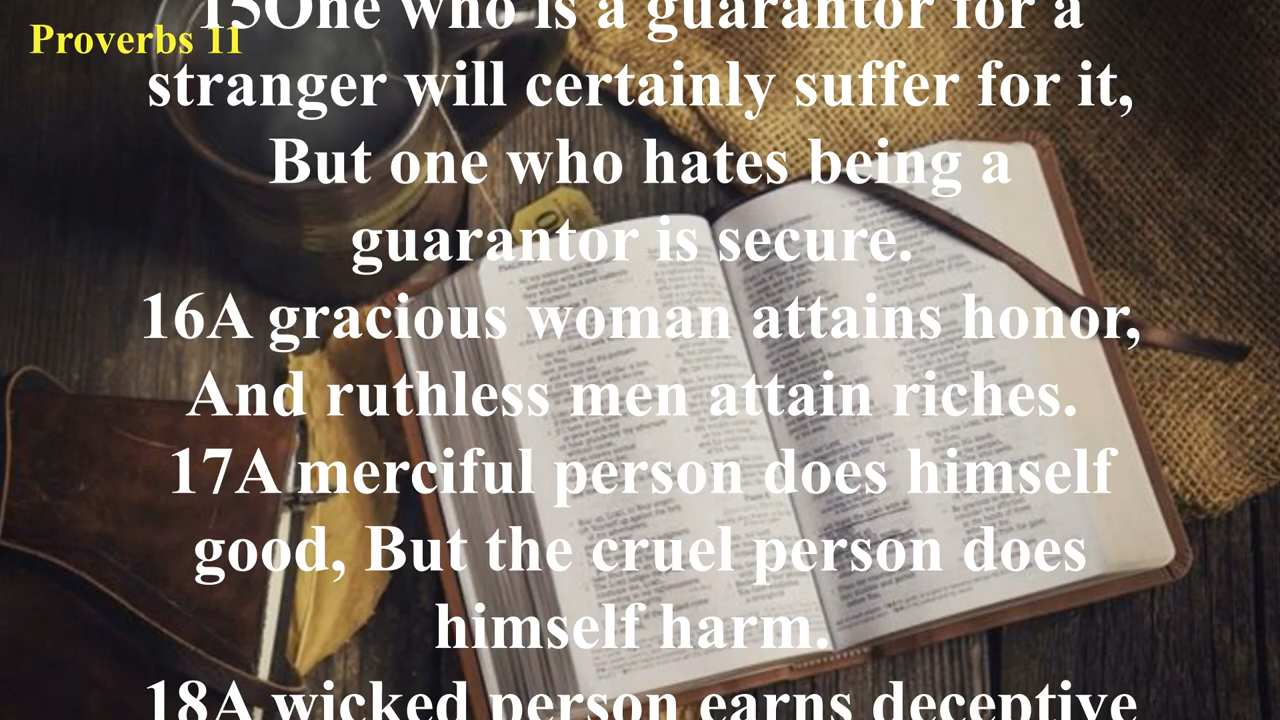 15One who is a guarantor for a
Proverbs 11
stranger will certainly suffer for it,
But one who hates being a
guarantor is secure.
16A gracious woman attains honor,
And ruthless men attain riches.
17A merciful person does himself
good, But the cruel person does
himself harm.
18A wicked person earns deceptive